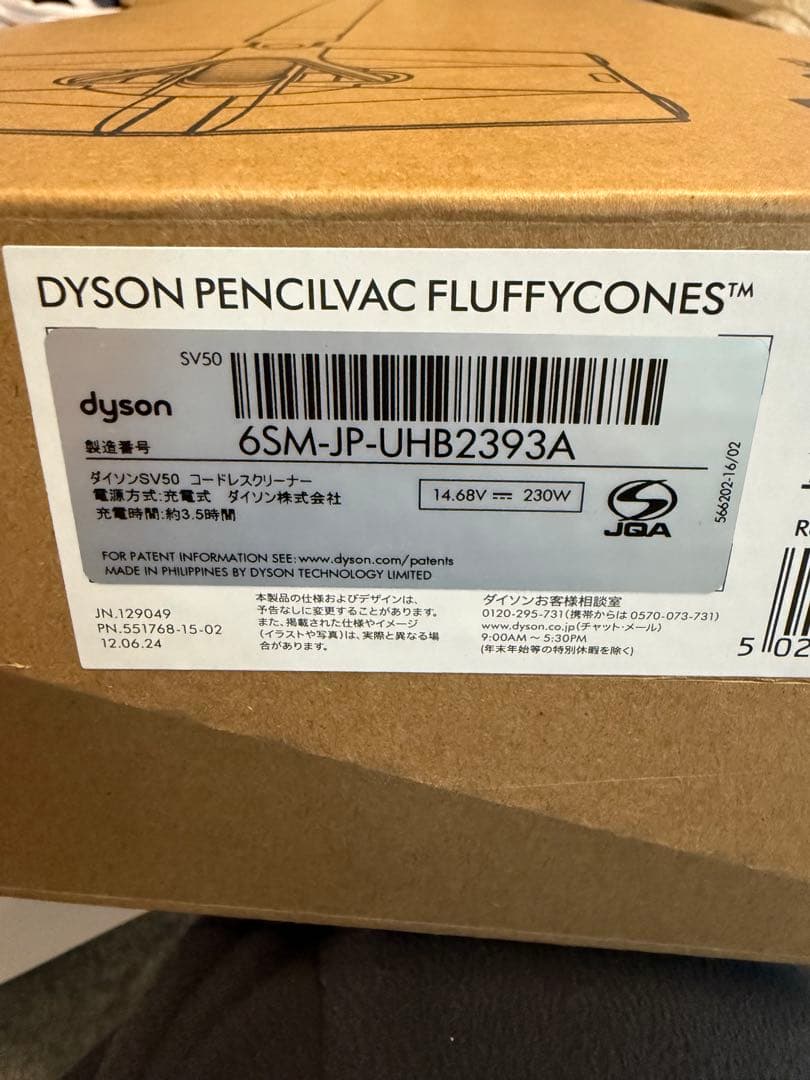 DYSON PENCILVAC FLUFFYCONES™
SV50
dyson
製造番号 6SM-JP-UHB2393A
ダイソンSV50 コードレスクリーナー
電源方式:充電式 ダイソン株式会社
充電時間:約3.5時間
14.68V ⎓ 230W
JQA
566202-16/02
FOR PATENT INFORMATION SEE: www.dyson.com/patents
MADE IN PHILIPPINES BY DYSON TECHNOLOGY LIMITED
JN.129049
PN.551768-15-02
12.06.24
本製品の仕様およびデザインは、
予告なしに変更することがあります。
また、掲載された仕様やイメージ
(イラストや写真)は、実際と異なる場
合があります。
ダイソンお客様相談室
0120-295-731(携帯からは 0570-073-731)
www.dyson.co.jp(チャット・メール)
9:00AM ~ 5:30PM
(年末年始等の特別休暇を除く)
5 02